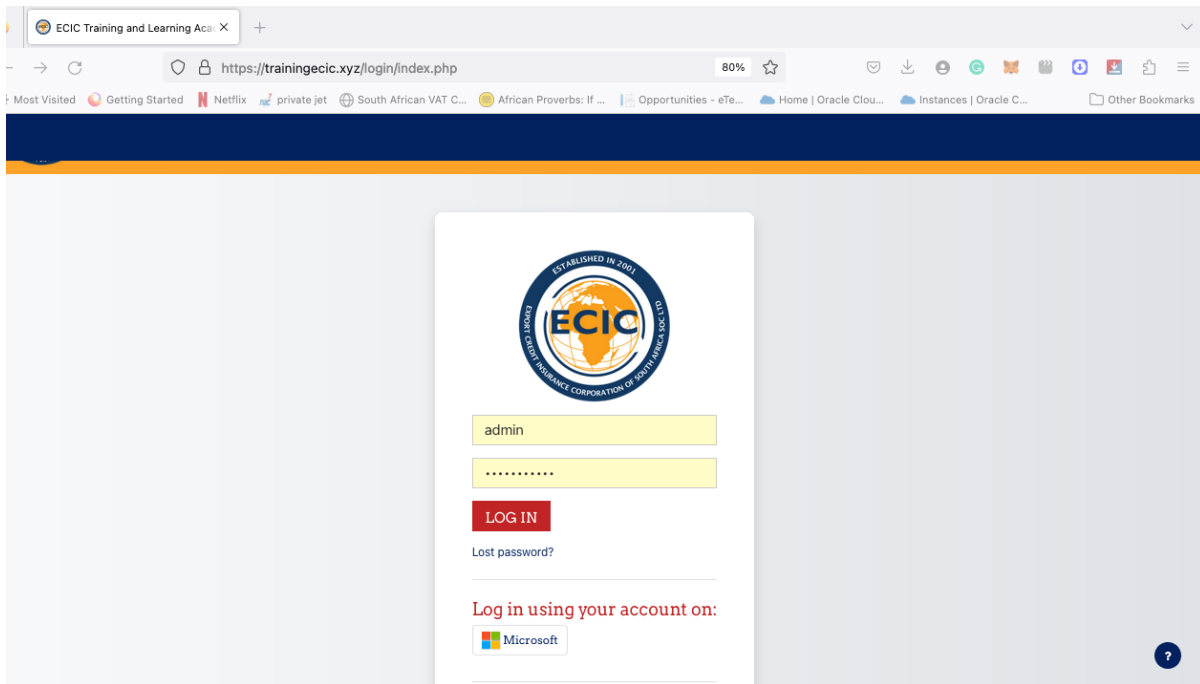 ECIC Training and Learning Aca
https://trainingecic.xyz/login/index.php 80%
Most Visited Getting Started Netflix private jet South African VAT C... African Proverbs: If ... Opportunities - eTe... Home | Oracle Clou... Instances | Oracle C... Other Bookmarks
ESTABLISHED IN 2001
ECIC
EXPORT CREDIT INSURANCE CORPORATION OF SOUTH AFRICA SOC LTD
admin
LOG IN
Lost password?
Log in using your account on:
Microsoft
?